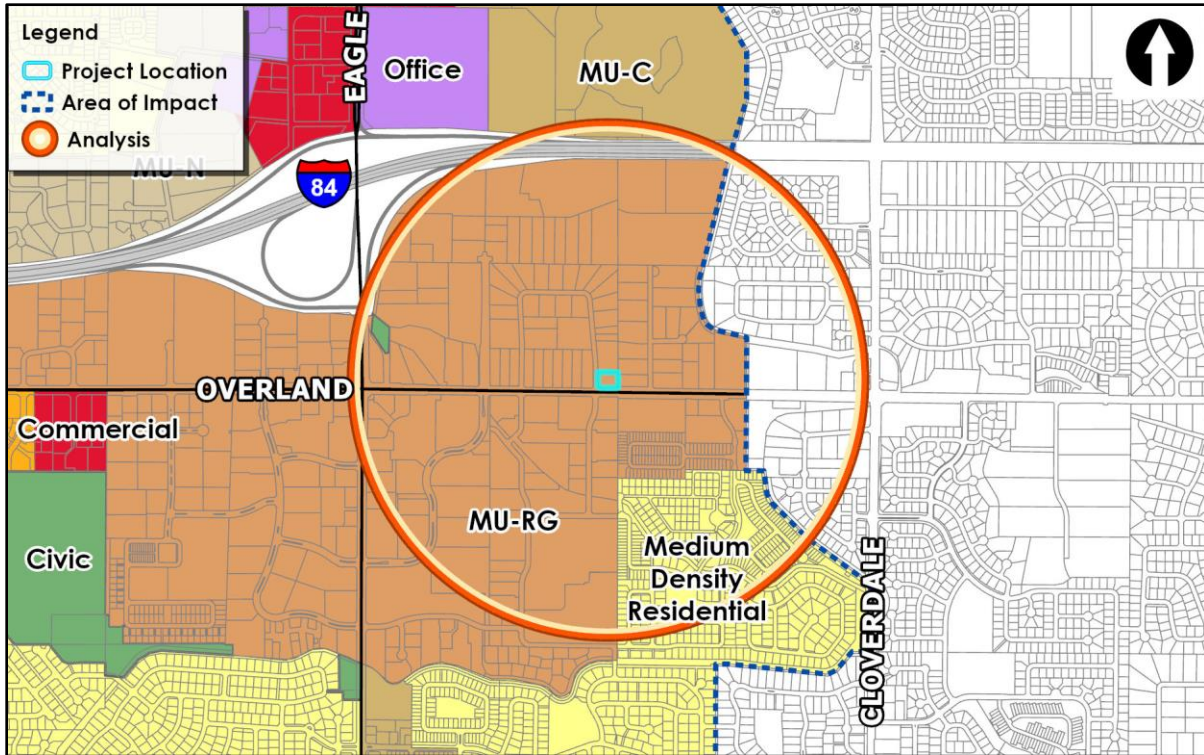 Legend
Project Location
Area of Impact
Analysis
EAGLE
Office
MU-C
MU-N
84
OVERLAND
Commercial
MU-RG
Civic
Medium
Density
Residential
CLOVERDALE